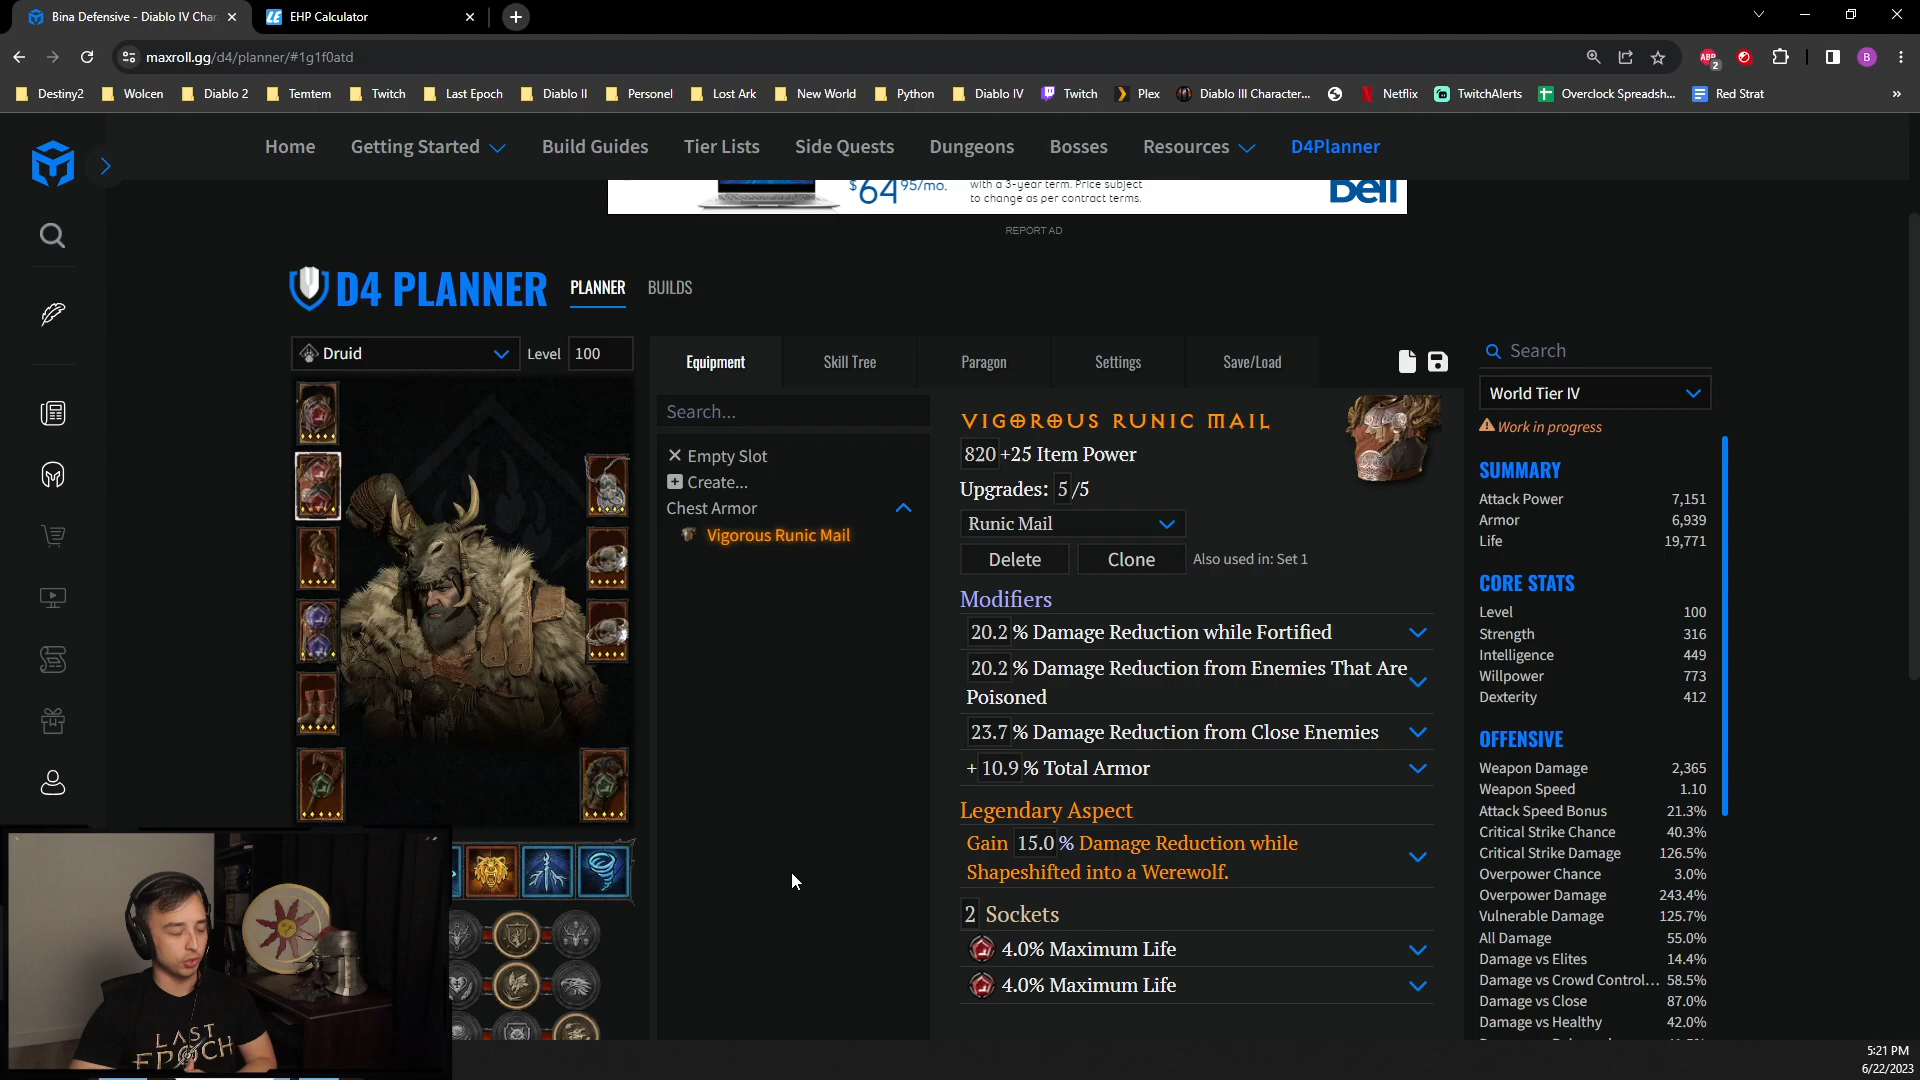 Bina Defensive - Diablo IV Char
EHP Calculator
maxroll.gg/d4/planner/#1g1f0atd
ABP
2
B
Destiny2
Wolcen
Diablo 2
Temtem
Twitch
Last Epoch
Diablo II
Personel
Lost Ark
New World
Python
Diablo IV
Twitch
Plex
Diablo III Character...
Netflix
TwitchAlerts
Overclock Spreadsh...
Red Strat
»
Home
Getting Started
Build Guides
Tier Lists
Side Quests
Dungeons
Bosses
Resources
D4Planner
$64 95/mo.
with a 3-year term. Price subject
to change as per contract terms.
Bell
REPORT AD
D4 PLANNER
PLANNER
BUILDS
Druid
Level
100
Equipment
Skill Tree
Paragon
Settings
Save/Load
Search...
Empty Slot
Create...
Chest Armor
Vigorous Runic Mail
VIGOROUS RUNIC MAIL
820 +25 Item Power
Upgrades: 5 /5
Runic Mail
Delete
Clone
Also used in: Set 1
Modifiers
20.2 % Damage Reduction while Fortified
20.2 % Damage Reduction from Enemies That Are
Poisoned
23.7 % Damage Reduction from Close Enemies
+ 10.9 % Total Armor
Legendary Aspect
Gain 15.0 % Damage Reduction while
Shapeshifted into a Werewolf.
2 Sockets
4.0% Maximum Life
4.0% Maximum Life
Search
World Tier IV
Work in progress
SUMMARY
Attack Power 7,151
Armor 6,939
Life 19,771
CORE STATS
Level 100
Strength 316
Intelligence 449
Willpower 773
Dexterity 412
OFFENSIVE
Weapon Damage 2,365
Weapon Speed 1.10
Attack Speed Bonus 21.3%
Critical Strike Chance 40.3%
Critical Strike Damage 126.5%
Overpower Chance 3.0%
Overpower Damage 243.4%
Vulnerable Damage 125.7%
All Damage 55.0%
Damage vs Elites 14.4%
Damage vs Crowd Control... 58.5%
Damage vs Close 87.0%
Damage vs Healthy 42.0%
LAST
EPOCH
5:21 PM
6/22/2023